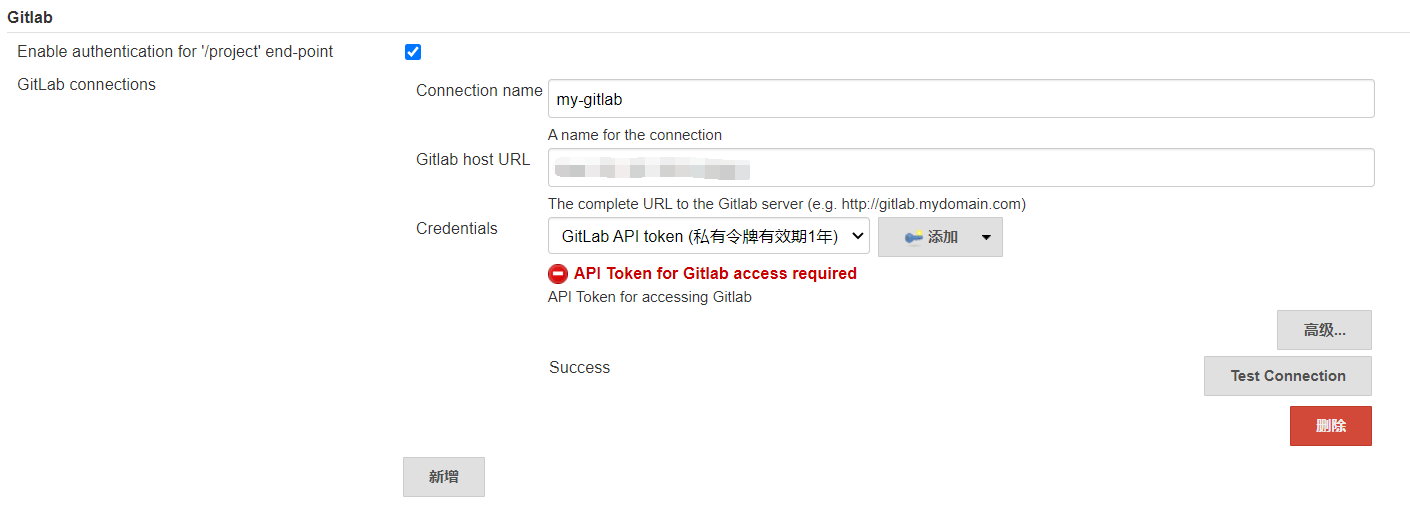 Gitlab
Enable authentication for '/project' end-point
GitLab connections
Connection name
my-gitlab
A name for the connection
Gitlab host URL
The complete URL to the Gitlab server (e.g. http://gitlab.mydomain.com)
Credentials
GitLab API token (私有令牌有效期1年)
添加
API Token for Gitlab access required
API Token for accessing Gitlab
高级...
Success
Test Connection
删除
新增